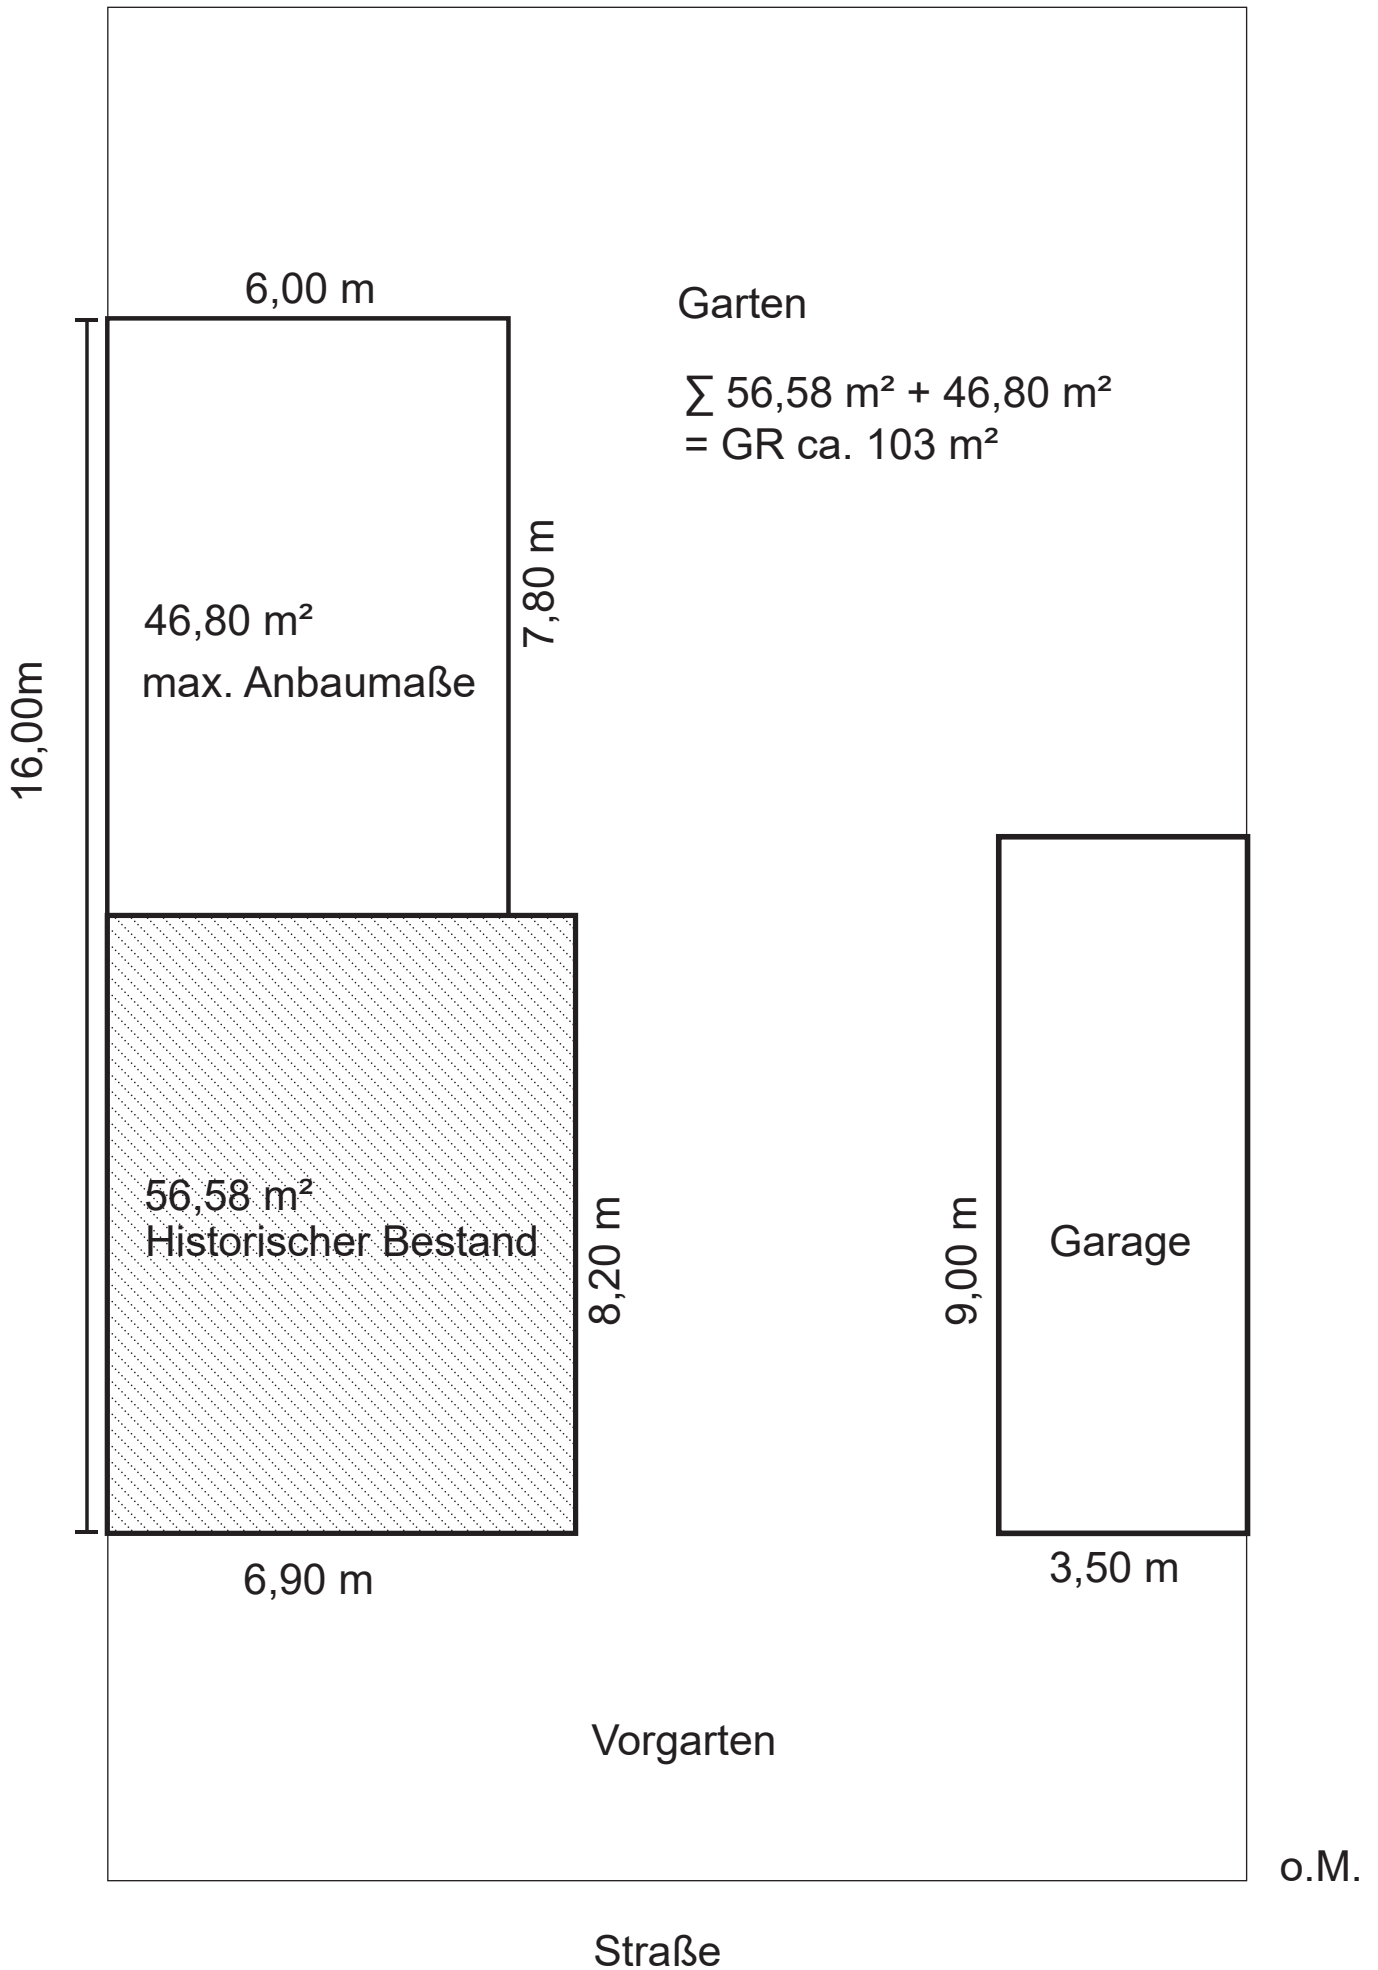 6,00 m
Garten
∑ 56,58 m² + 46,80 m²
= GR ca. 103 m²
7,80 m
46,80 m²
max. Anbaumaße
16,00m
56,58 m²
Historischer Bestand
8,20 m
9,00 m
Garage
6,90 m
3,50 m
Vorgarten
o.M.
Straße